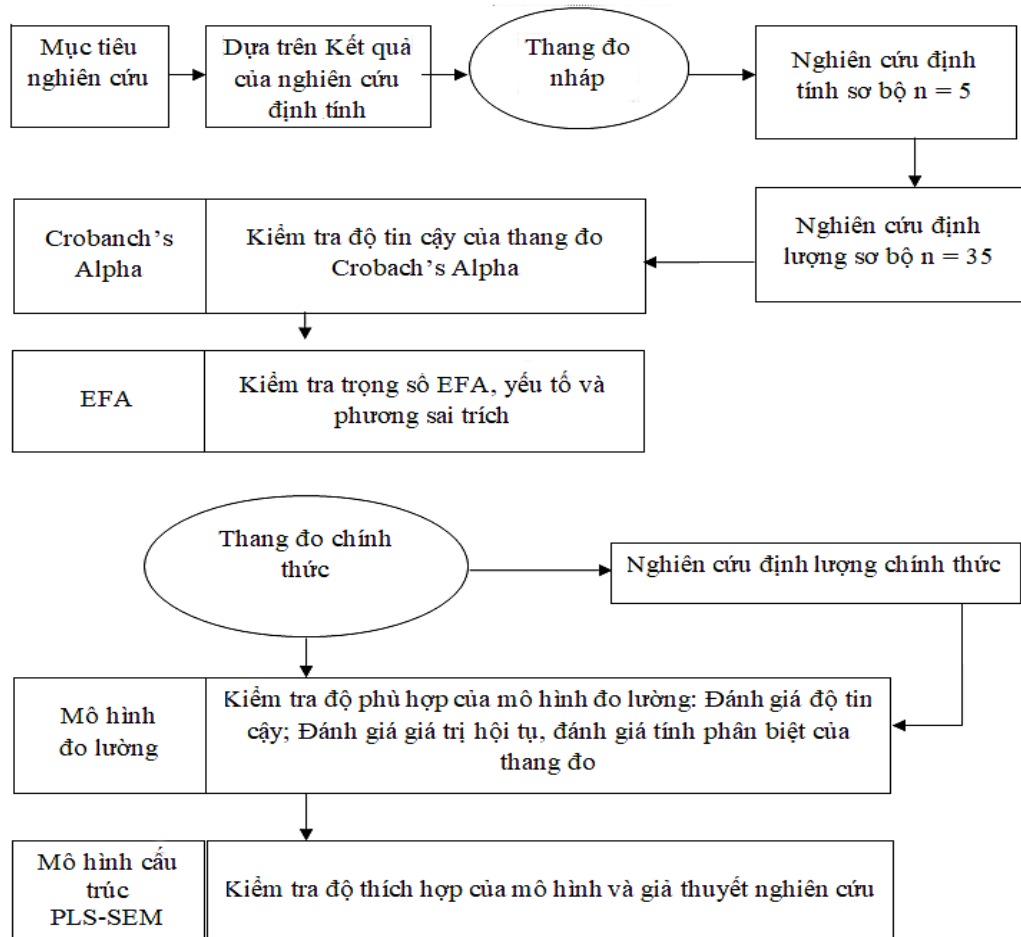 Mục tiêu
nghiên cứu
Dựa trên Kết quả
của nghiên cứu
định tính
Thang đo
nháp
Nghiên cứu định
tính sơ bộ n = 5
Nghiên cứu định
lượng sơ bộ n = 35
Crobanch’s
Alpha
Kiểm tra độ tin cậy của thang đo
Crobach’s Alpha
EFA
Kiểm tra trọng số EFA, yếu tố và
phương sai trích
Thang đo chính
thức
Nghiên cứu định lượng chính thức
Mô hình
đo lường
Kiểm tra độ phù hợp của mô hình đo lường: Đánh giá độ tin
cậy; Đánh giá giá trị hội tụ, đánh giá tính phân biệt của
thang đo
Mô hình cấu
trúc
PLS-SEM
Kiểm tra độ thích hợp của mô hình và giả thuyết nghiên cứu